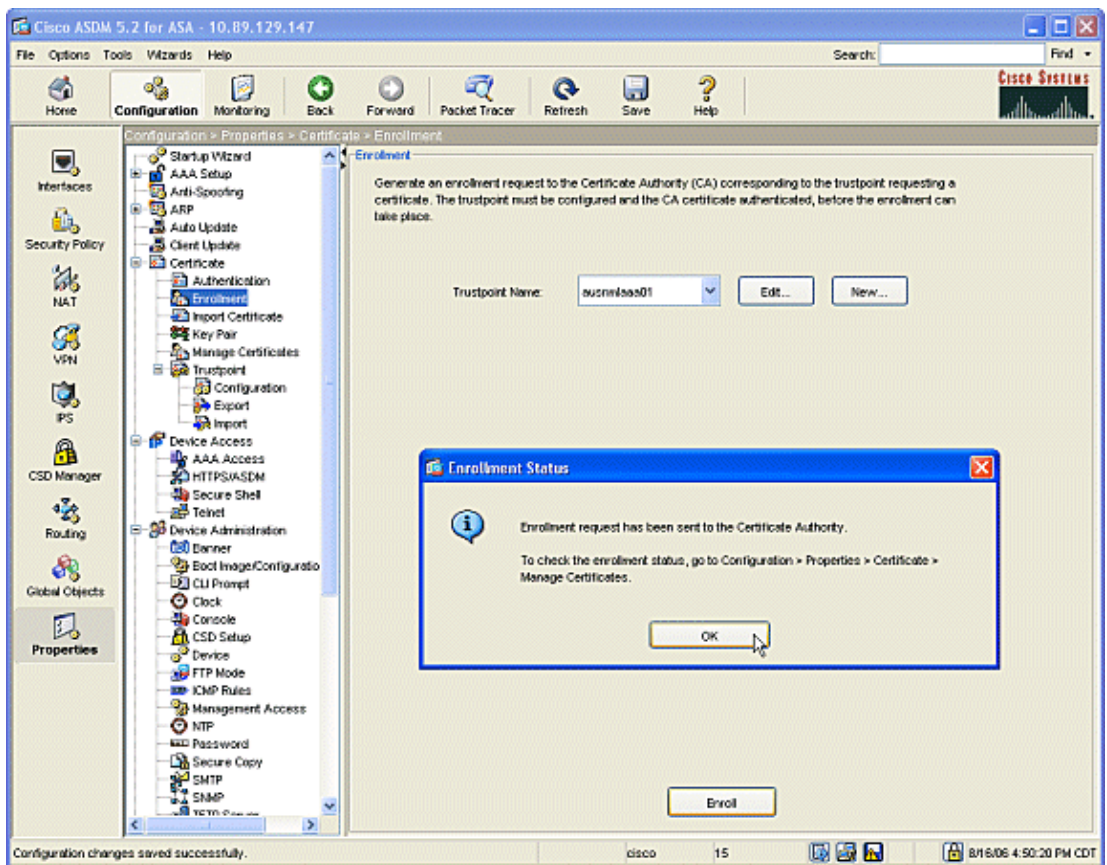 Cisco ASDM 5.2 for ASA - 10.89.129.147
File Options Tools Wizards Help
Search:
Find
Home
Configuration
Monitoring
Back
Forward
Packet Tracer
Refresh
Save
Help
CISCO SYSTEMS
Configuration > Properties > Certificate > Enrollment
Interfaces
Security Policy
NAT
VPN
IPS
CSD Manager
Routing
Global Objects
Properties
Startup Wizard
AAA Setup
Anti-Spoofing
ARP
Auto Update
Client Update
Certificate
Authentication
Enrollment
Import Certificate
Key Pair
Manage Certificates
Trustpoint
Configuration
Export
Import
Device Access
AAA Access
HTTPS/ASDM
Secure Shell
Telnet
Device Administration
Banner
Boot Image/Configuratio
CLI Prompt
Clock
Console
CSD Setup
Device
FTP Mode
ICMP Rules
Management Access
NTP
Password
Secure Copy
SMTP
SNMP
Enrollment
Generate an enrollment request to the Certificate Authority (CA) corresponding to the trustpoint requesting a
certificate. The trustpoint must be configured and the CA certificate authenticated, before the enrollment can
take place.
Trustpoint Name:
ausnmlaaa01
Edit...
New...
Enrollment Status
Enrollment request has been sent to the Certificate Authority.
To check the enrollment status, go to Configuration > Properties > Certificate >
Manage Certificates.
OK
Enroll
Configuration changes saved successfully.
cisco
15
8/16/06 4:50:20 PM CDT